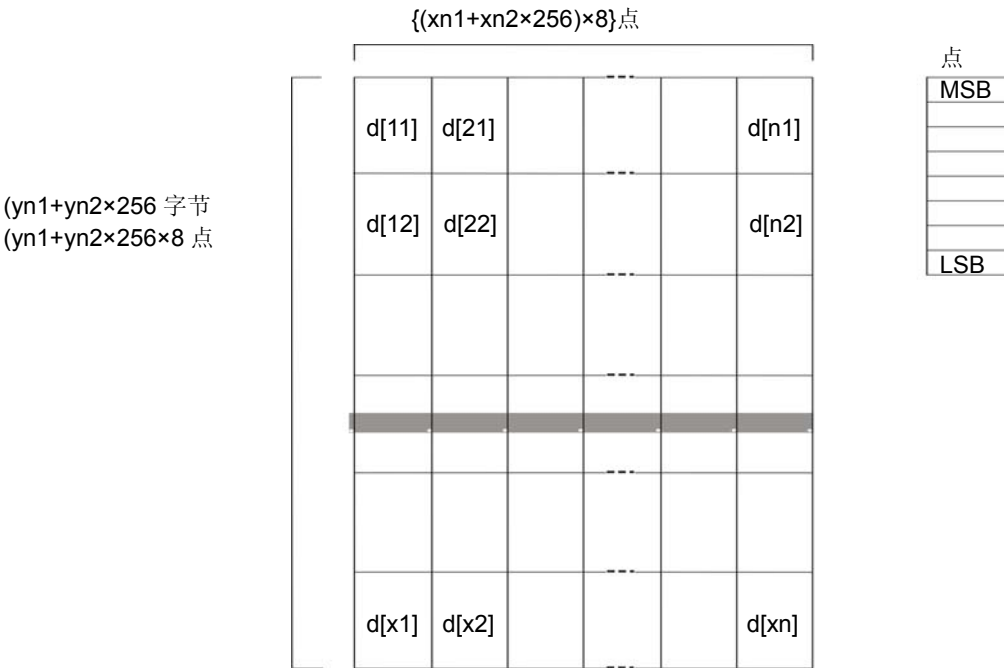 {(xn1+xn2×256)×8}点
点
MSB
d[11] d[21] d[n1]
(yn1+yn2×256 字节
(yn1+yn2×256×8 点
d[12] d[22] d[n2]
LSB
d[x1] d[x2] d[xn]